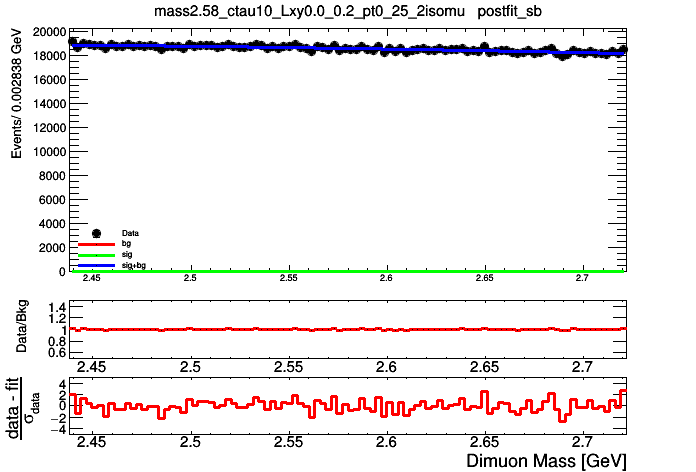 mass2.58_ctau10_Lxy0.0_0.2_pt0_25_2isomu postfit_sb
Events/ 0.002838 GeV
20000
18000
16000
14000
12000
10000
8000
6000
4000
2000
0
Data
bg
sig
sig+bg
2.45 2.5 2.55 2.6 2.65 2.7
Data/Bkg
1.4
1.2
1
0.8
0.6
2.45 2.5 2.55 2.6 2.65 2.7
data - fit
σdata
4
2
0
−2
−4
2.45 2.5 2.55 2.6 2.65 2.7
Dimuon Mass [GeV]